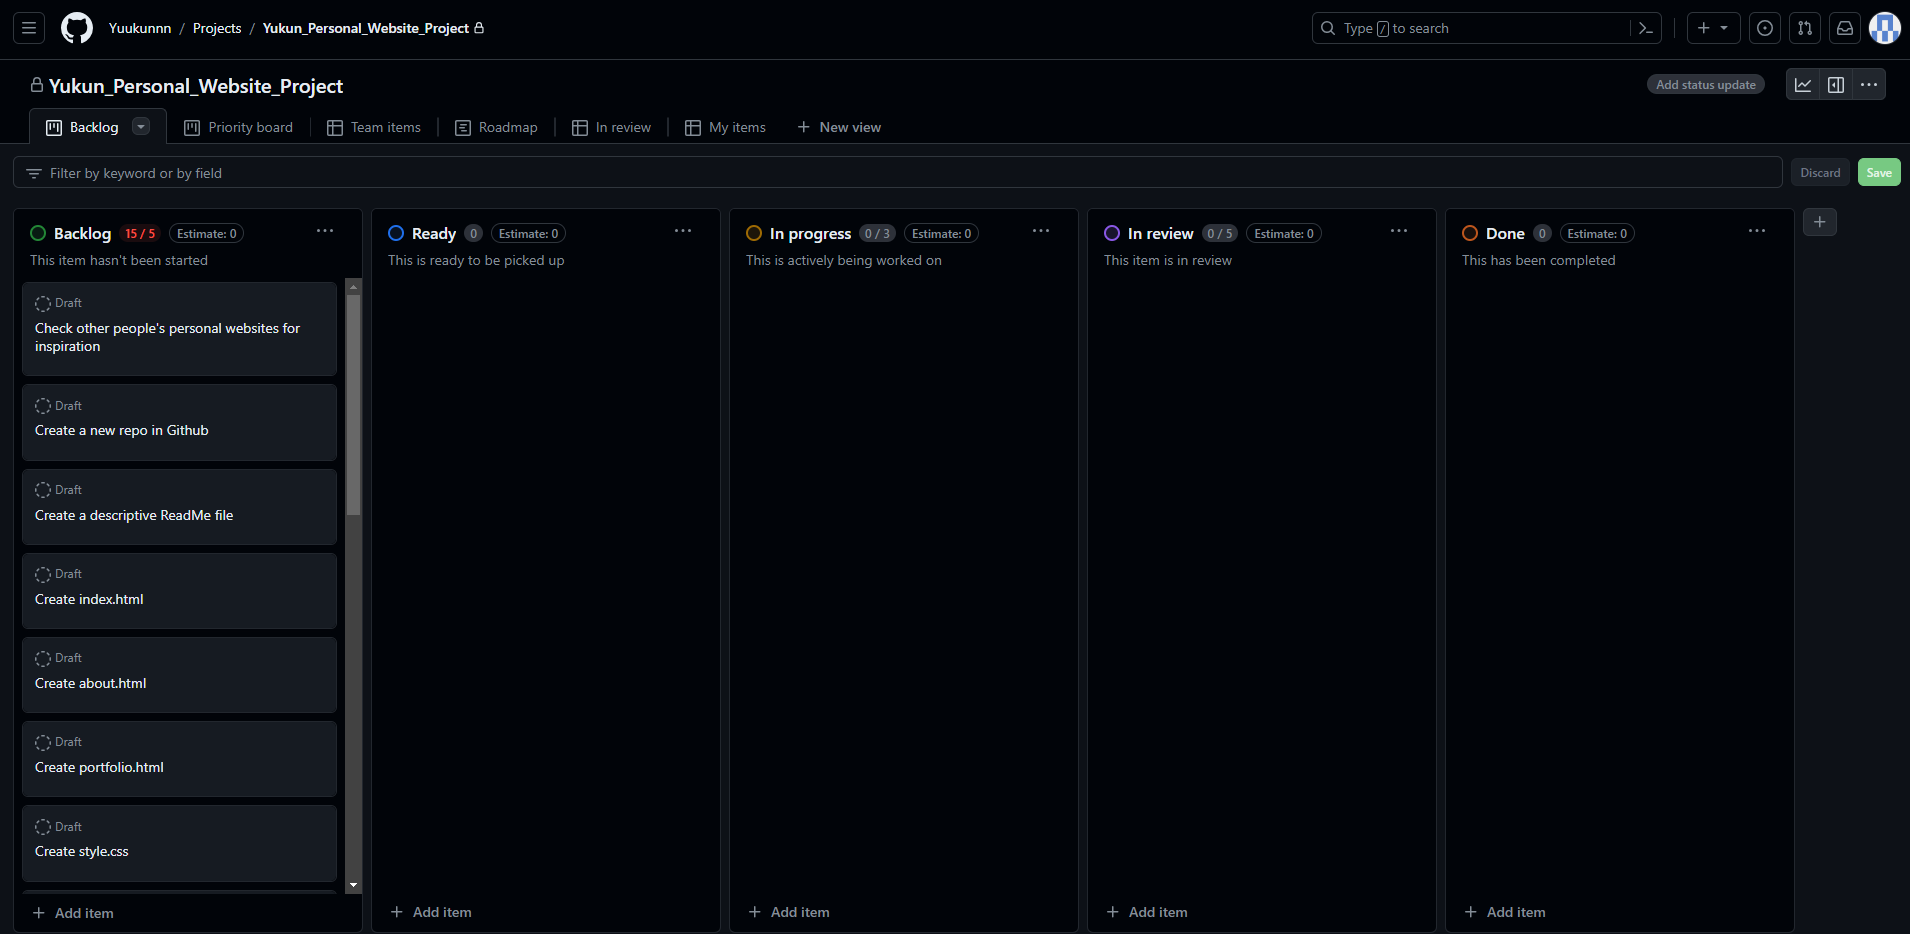 Yuukunnn / Projects / Yukun_Personal_Website_Project
Type / to search
Yukun_Personal_Website_Project
Add status update
Backlog
Priority board
Team items
Roadmap
In review
My items
New view
Filter by keyword or by field
Discard
Save
Backlog 15 / 5 Estimate: 0
This item hasn't been started
Draft
Check other people's personal websites for
inspiration
Draft
Create a new repo in Github
Draft
Create a descriptive ReadMe file
Draft
Create index.html
Draft
Create about.html
Draft
Create portfolio.html
Draft
Create style.css
Add item
Ready 0 Estimate: 0
This is ready to be picked up
Add item
In progress 0 / 3 Estimate: 0
This is actively being worked on
Add item
In review 0 / 5 Estimate: 0
This item is in review
Add item
Done 0 Estimate: 0
This has been completed
Add item